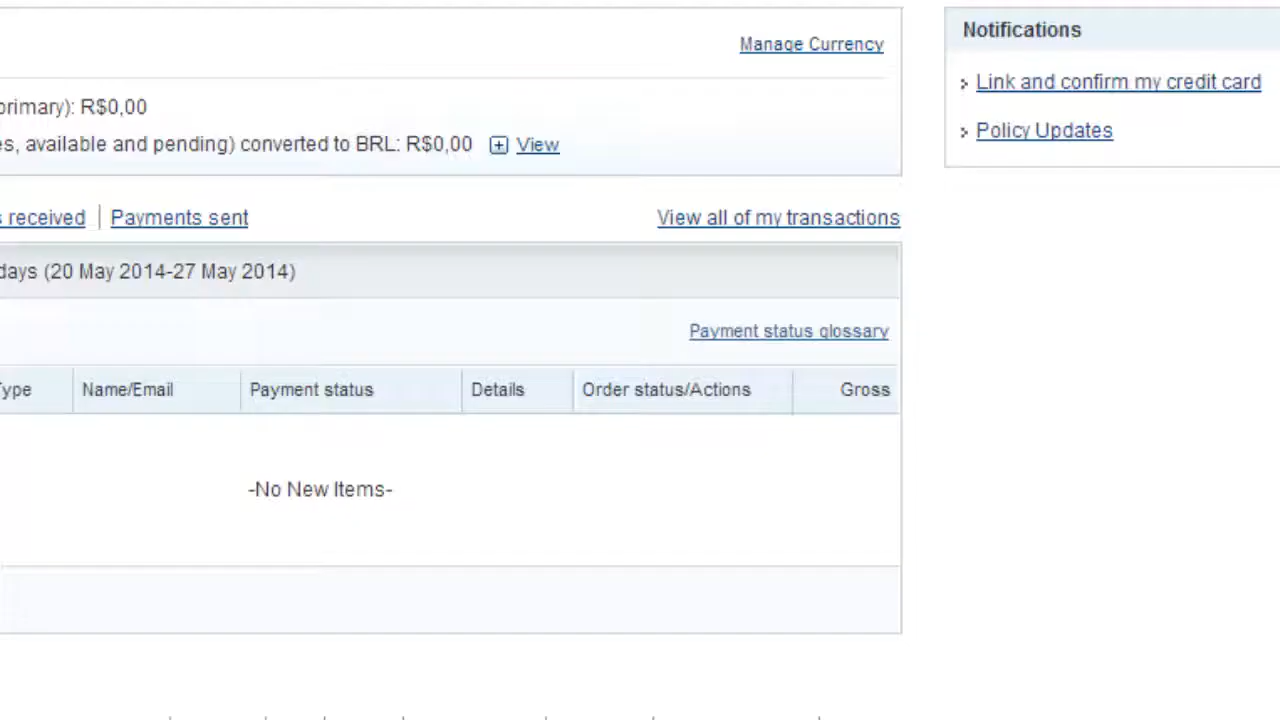 Manage Currency
primary): R$0,00
es, available and pending) converted to BRL: R$0,00 View
s received Payments sent View all of my transactions
days (20 May 2014-27 May 2014)
Payment status glossary
Type Name/Email Payment status Details Order status/Actions Gross
-No New Items-
Notifications
Link and confirm my credit card
Policy Updates